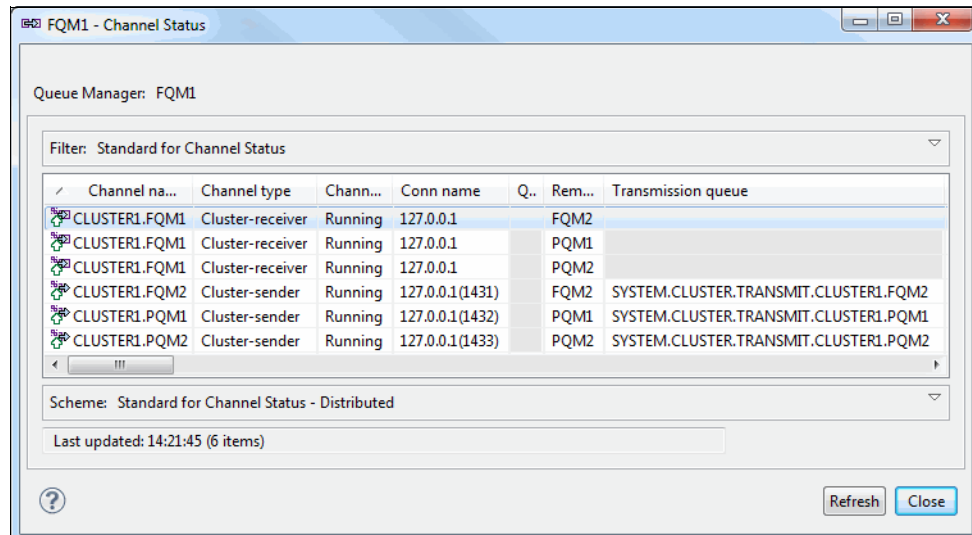 FQM1 - Channel Status
Queue Manager: FQM1
Filter: Standard for Channel Status
Channel na... Channel type Chann... Conn name Q.. Rem... Transmission queue
CLUSTER1.FQM1 Cluster-receiver Running 127.0.0.1 FQM2
CLUSTER1.FQM1 Cluster-receiver Running 127.0.0.1 PQM1
CLUSTER1.FQM1 Cluster-receiver Running 127.0.0.1 PQM2
CLUSTER1.FQM2 Cluster-sender Running 127.0.0.1(1431) FQM2 SYSTEM.CLUSTER.TRANSMIT.CLUSTER1.FQM2
CLUSTER1.PQM1 Cluster-sender Running 127.0.0.1(1432) PQM1 SYSTEM.CLUSTER.TRANSMIT.CLUSTER1.PQM1
CLUSTER1.PQM2 Cluster-sender Running 127.0.0.1(1433) PQM2 SYSTEM.CLUSTER.TRANSMIT.CLUSTER1.PQM2
Scheme: Standard for Channel Status - Distributed
Last updated: 14:21:45 (6 items)
Refresh Close